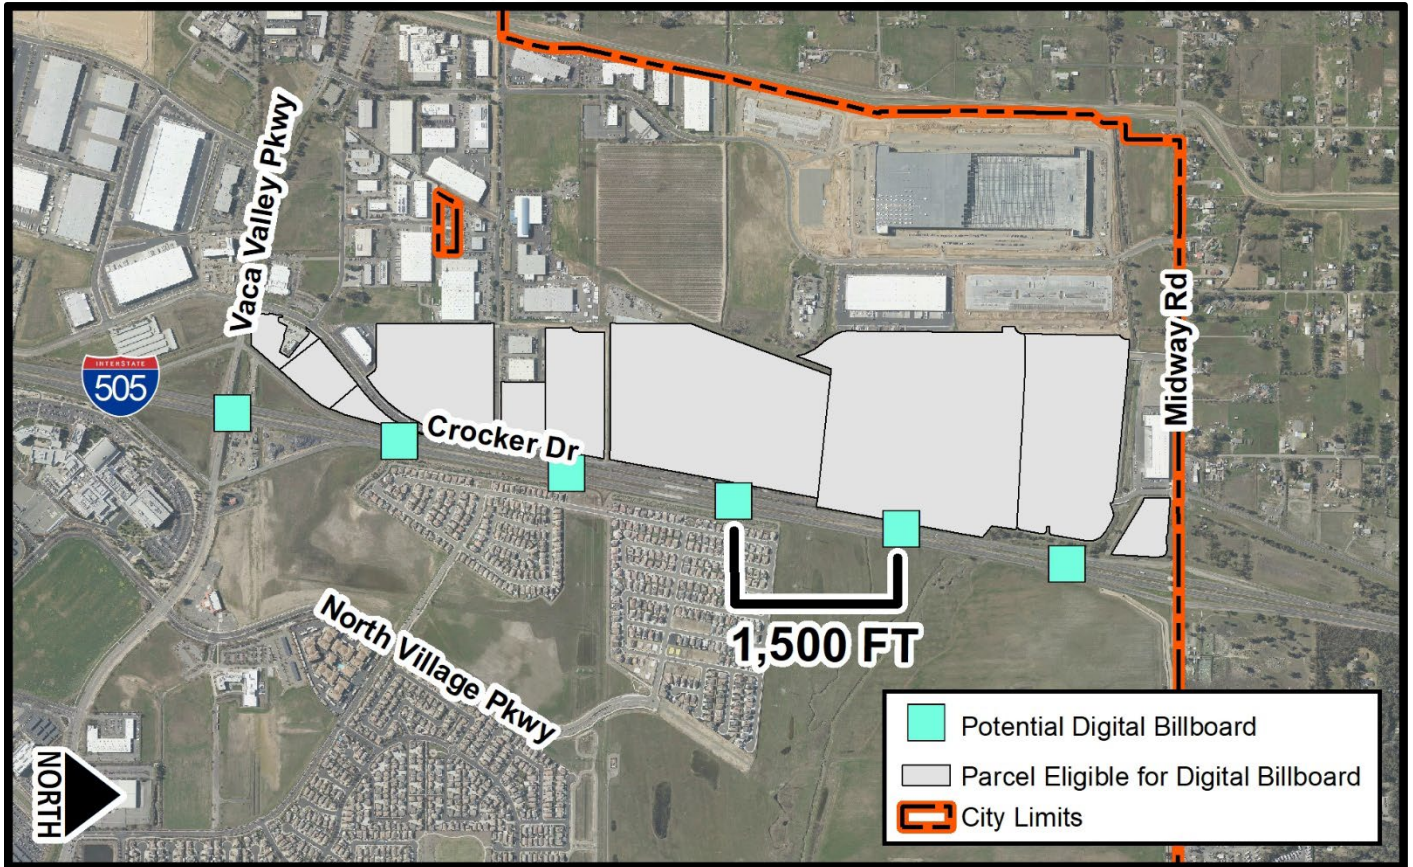 Vaca Valley Pkwy
INTERSTATE
505
Crocker Dr
Midway Rd
1,500 FT
North Village Pkwy
NORTH
Potential Digital Billboard
Parcel Eligible for Digital Billboard
City Limits